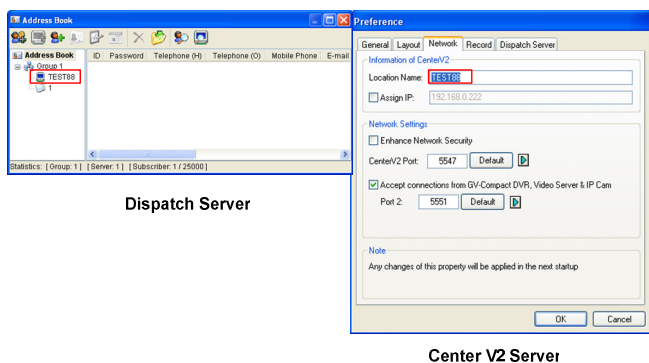 Address Book
Address Book
ID Password Telephone (H) Telephone (O) Mobile Phone E-mail
Group 1
TEST88
1
Statistics: [ Group: 1 ] [ Server: 1 ] [ Subscriber: 1 / 25000 ]
Dispatch Server
Preference
General Layout Network Record Dispatch Server
Information of CenterV2
Location Name: TEST88
Assign IP: 192.168.0.222
Network Settings
Enhance Network Security
CenterV2 Port: 5547 Default
Accept connections from GV-Compact DVR, Video Server & IP Cam
Port 2: 5551 Default
Note
Any changes of this property will be applied in the next startup
OK Cancel
Center V2 Server